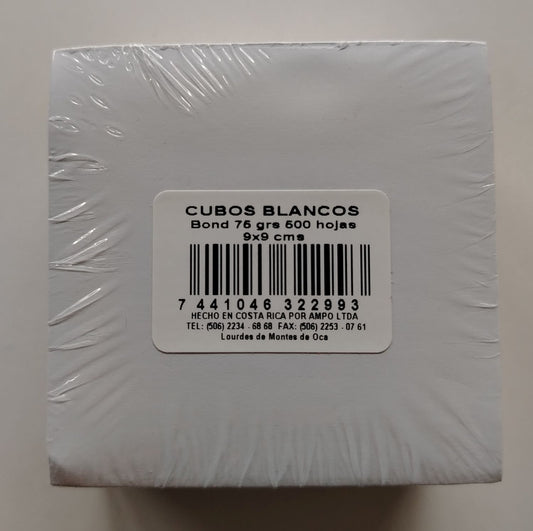 CUBOS BLANCOS
Bond 75 grs 500 hojas
9x9 cms
7 441046 322993
HECHO EN COSTA RICA POR AMPO LTDA
TEL: (506) 2234 - 68 68 FAX: (506) 2253 - 07 61
Lourdes de Montes de Oca